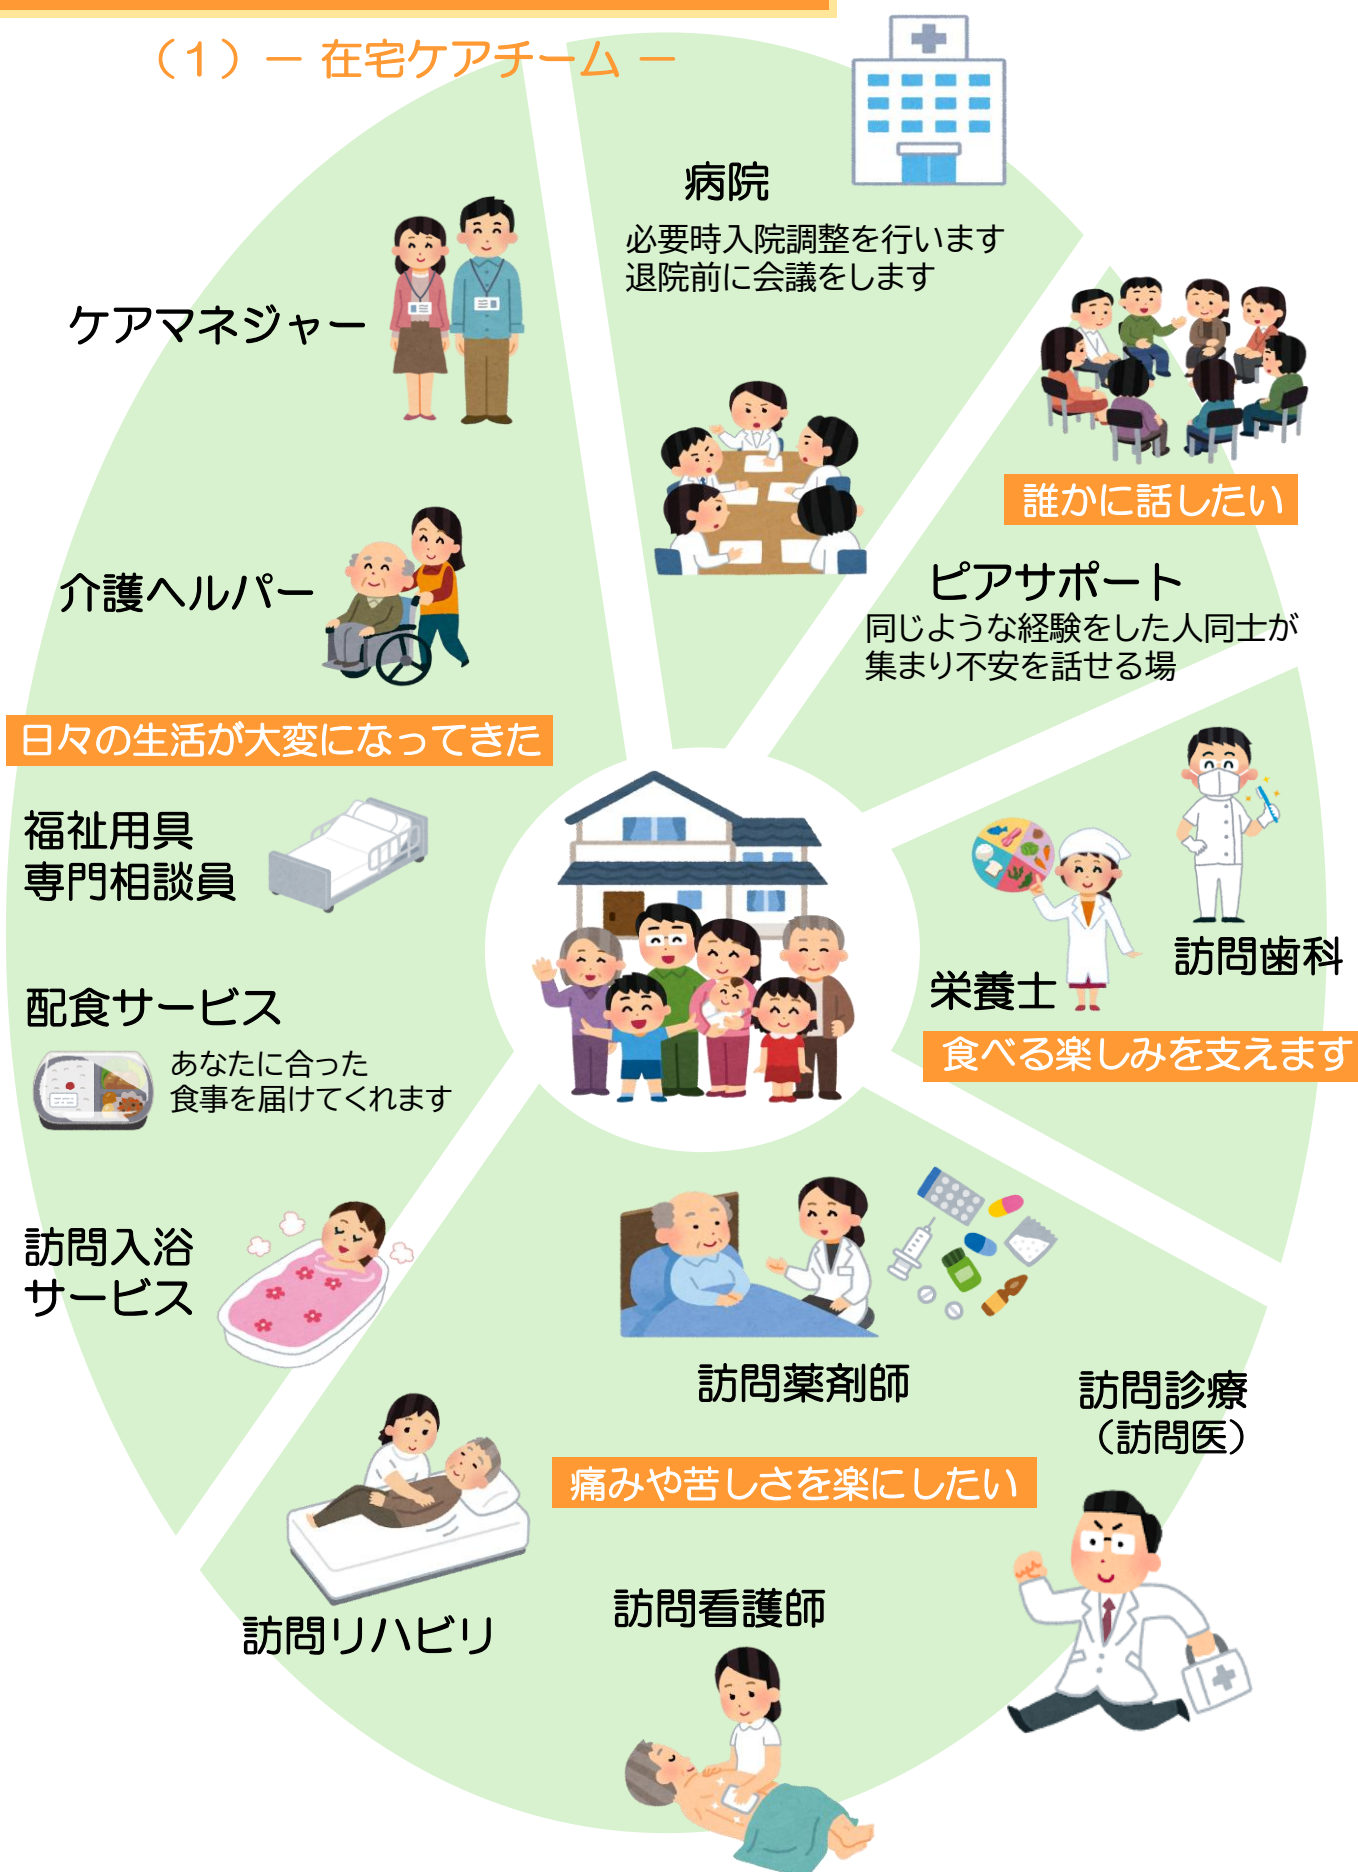 （１）－ 在宅ケアチーム －
病院
必要時入院調整を行います
退院前に会議をします
ケアマネジャー
誰かに話したい
ピアサポート
同じような経験をした人同士が
集まり不安を話せる場
介護ヘルパー
日々の生活が大変になってきた
福祉用具
専門相談員
配食サービス
あなたに合った
食事を届けてくれます
訪問入浴
サービス
訪問歯科
栄養士
食べる楽しみを支えます
訪問薬剤師
訪問診療
（訪問医）
痛みや苦しさを楽にしたい
訪問リハビリ
訪問看護師